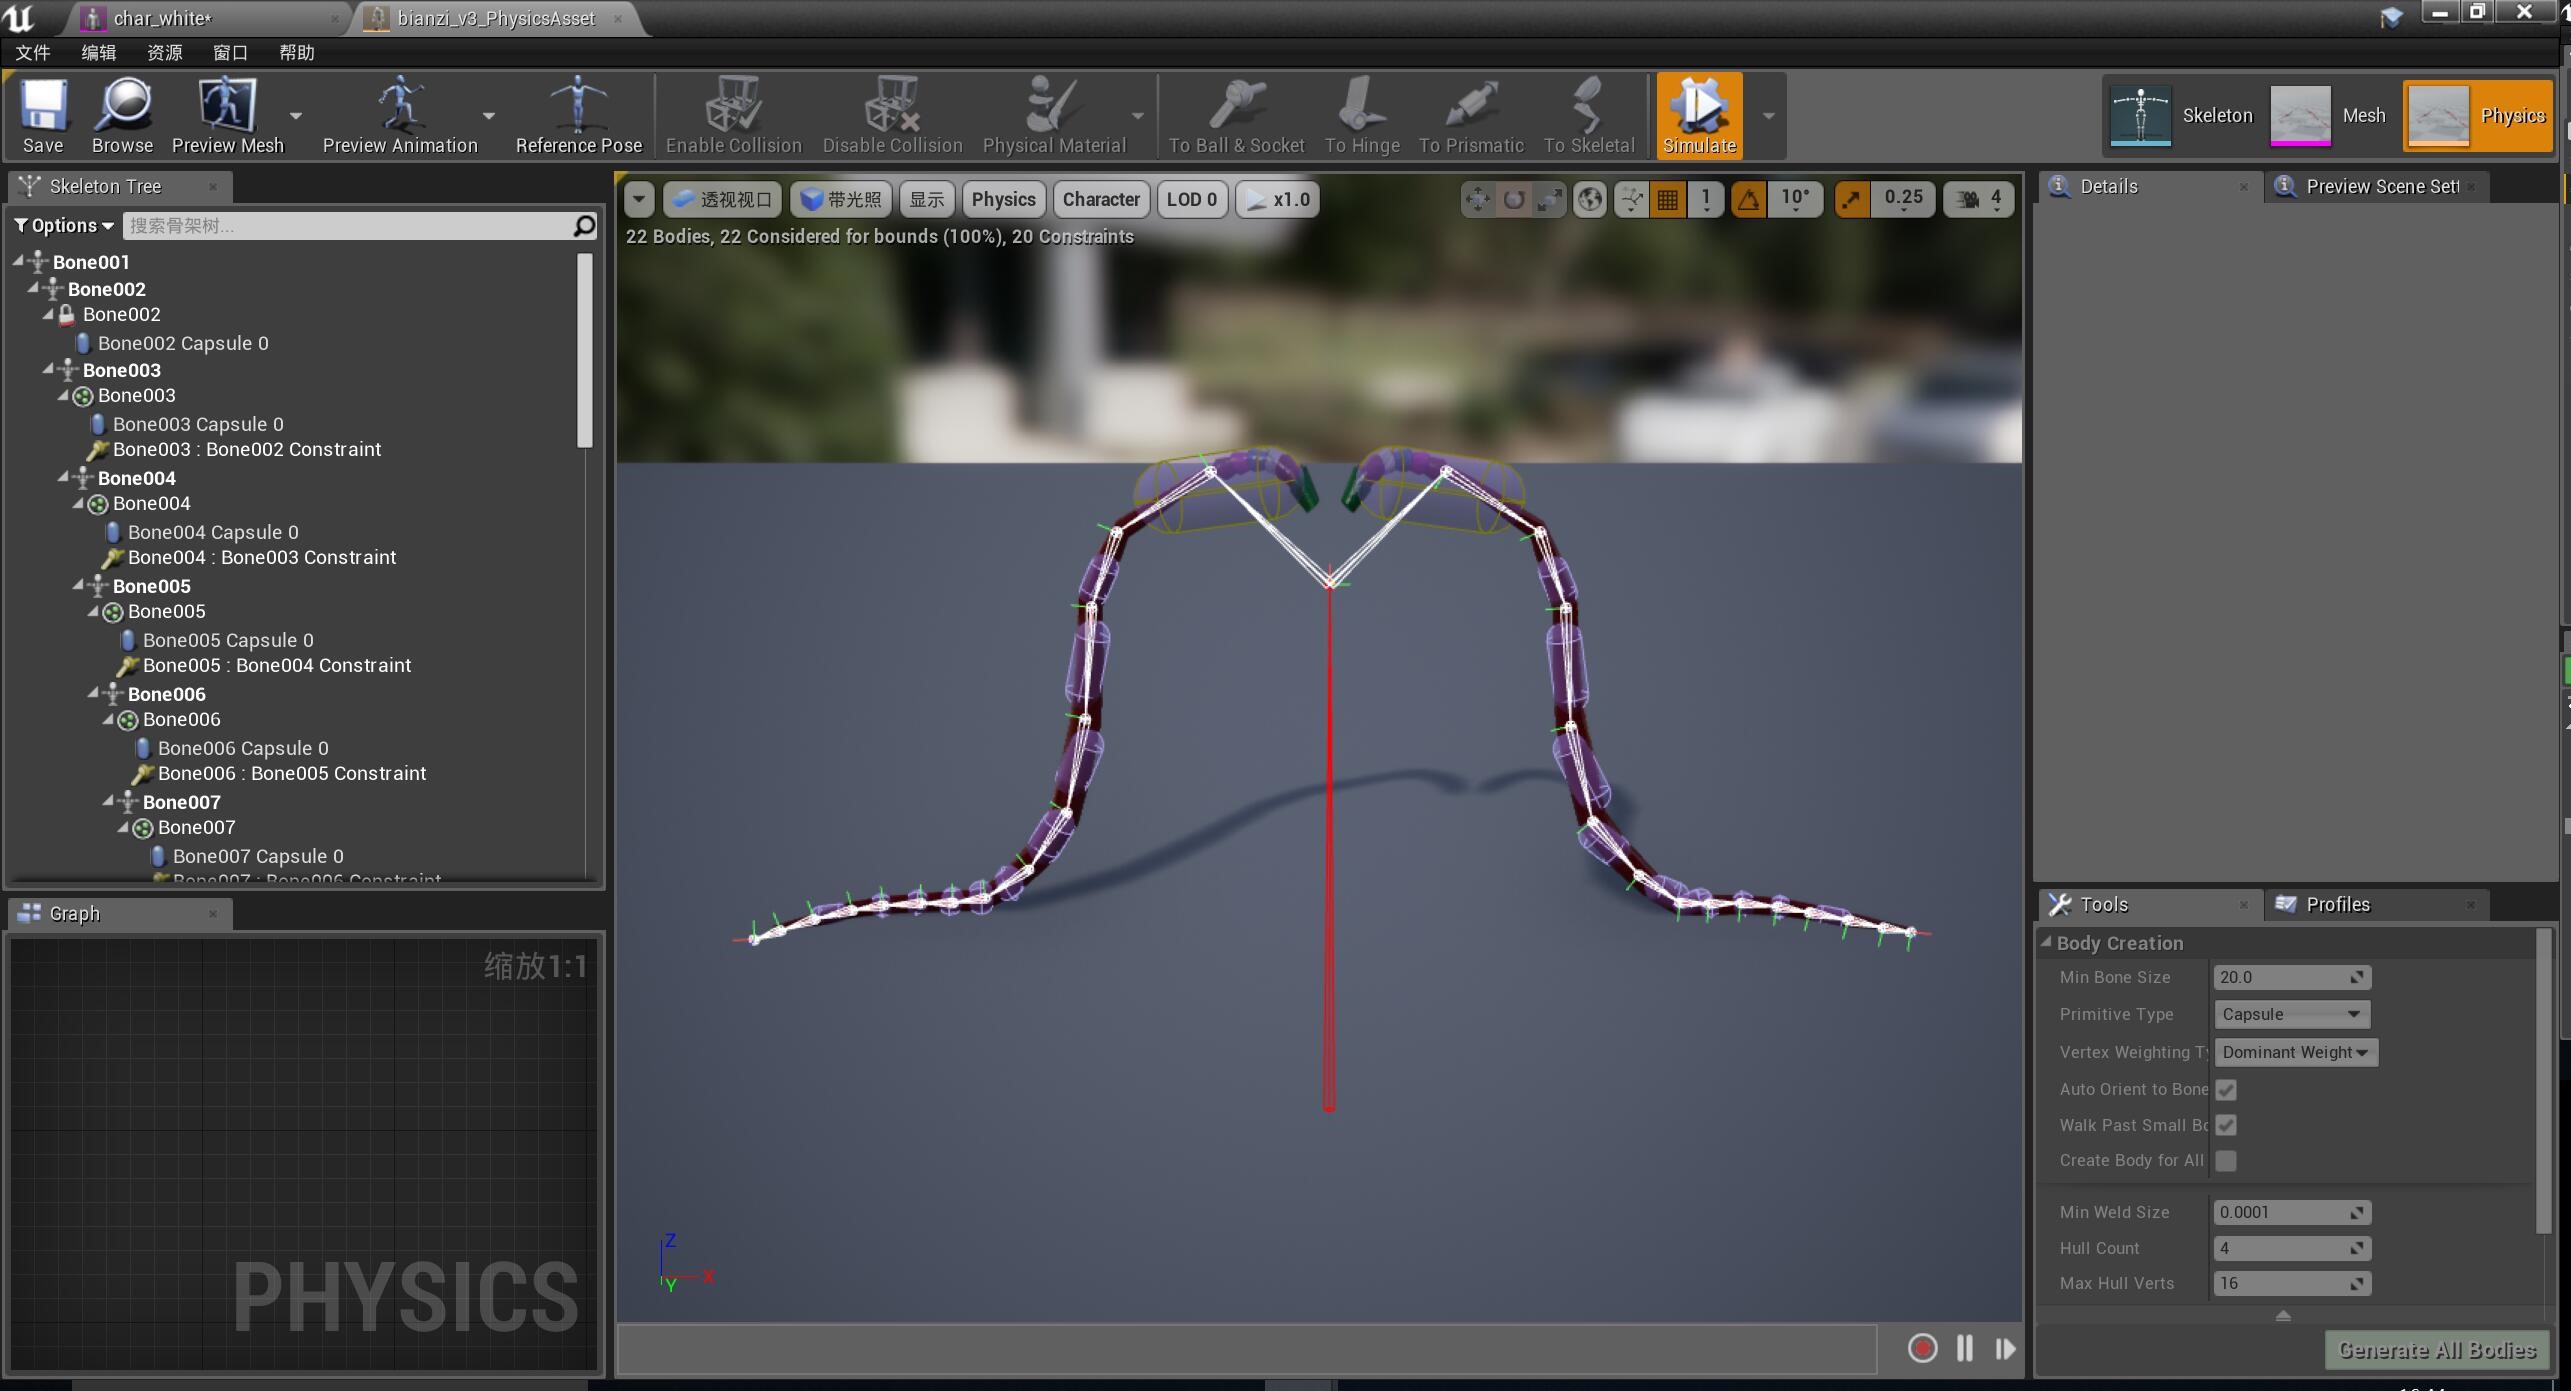 char_white*
bianzi_v3_PhysicsAsset
文件 编辑 资源 窗口 帮助
Save
Browse
Preview Mesh
Preview Animation
Reference Pose
Enable Collision
Disable Collision
Physical Material
To Ball & Socket
To Hinge
To Prismatic
To Skeletal
Simulate
Skeleton
Mesh
Physics
Skeleton Tree
Options
搜索骨架树...
Bone001
Bone002
Bone002
Bone002 Capsule 0
Bone003
Bone003
Bone003 Capsule 0
Bone003 : Bone002 Constraint
Bone004
Bone004
Bone004 Capsule 0
Bone004 : Bone003 Constraint
Bone005
Bone005
Bone005 Capsule 0
Bone005 : Bone004 Constraint
Bone006
Bone006
Bone006 Capsule 0
Bone006 : Bone005 Constraint
Bone007
Bone007
Bone007 Capsule 0
Bone007 : Bone006 Constraint
Graph
缩放1:1
PHYSICS
透视视口
带光照
显示
Physics
Character
LOD 0
x1.0
1
10°
0.25
4
22 Bodies, 22 Considered for bounds (100%), 20 Constraints
Z
X
Y
Details
Preview Scene Set
Tools
Profiles
Body Creation
Min Bone Size 20.0
Primitive Type Capsule
Vertex Weighting Ty Dominant Weight
Auto Orient to Bone
Walk Past Small Bo
Create Body for All
Min Weld Size 0.0001
Hull Count 4
Max Hull Verts 16
Generate All Bodies